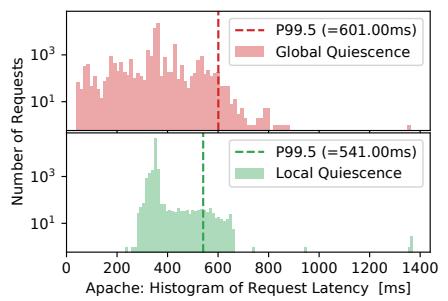 P99.5 (=601.00ms)
Global Quiescence
10³
10¹
P99.5 (=541.00ms)
Local Quiescence
10³
10¹
Number of Requests
0 200 400 600 800 1000 1200 1400
Apache: Histogram of Request Latency [ms]